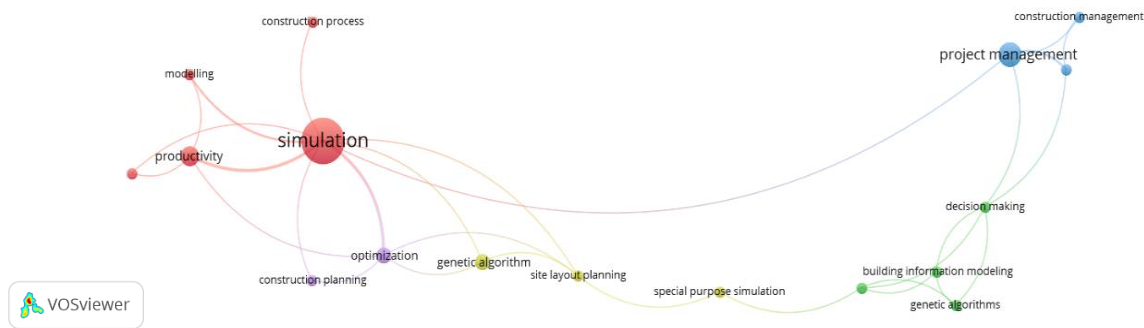 construction management
construction process
project management
modelling
simulation
productivity
decision making
optimization
genetic algorithm
site layout planning
building information modeling
construction planning
special purpose simulation
genetic algorithms
VOSviewer